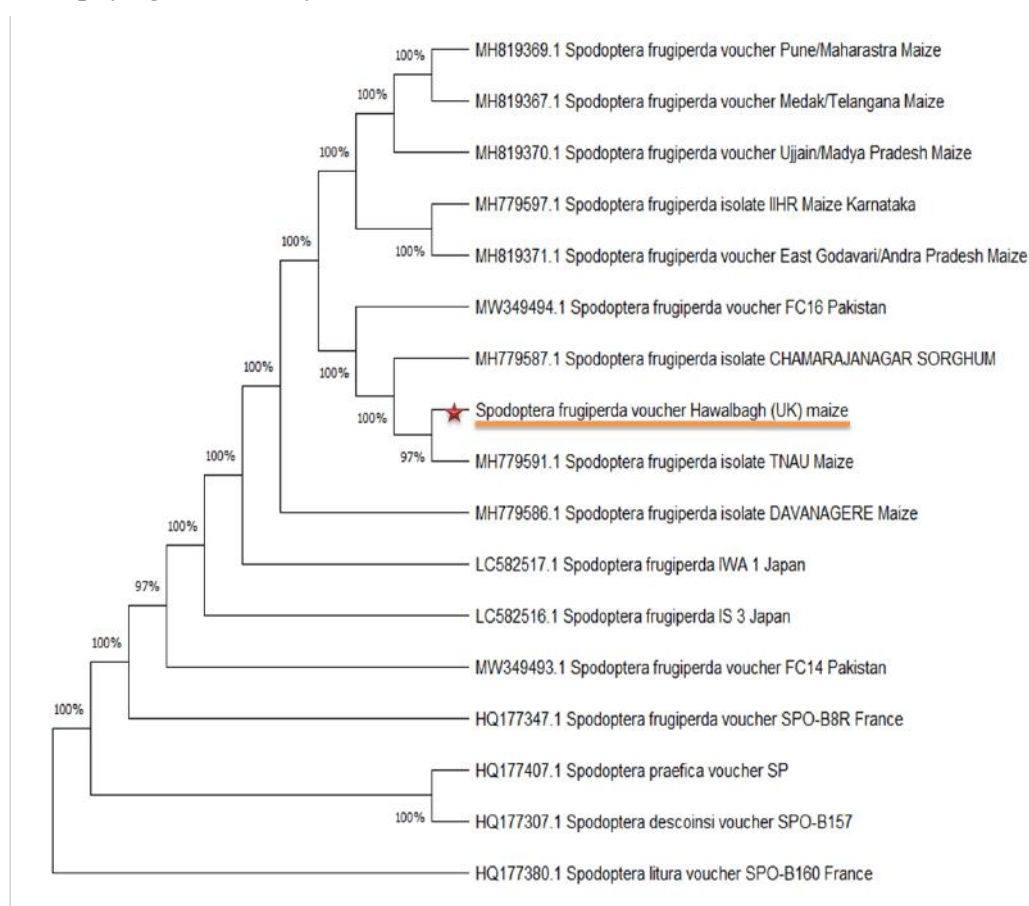 100%
MH819369.1 Spodoptera frugiperda voucher Pune/Maharastra Maize
100%
MH819367.1 Spodoptera frugiperda voucher Medak/Telangana Maize
100%
MH819370.1 Spodoptera frugiperda voucher Ujjain/Madya Pradesh Maize
MH779597.1 Spodoptera frugiperda isolate IIHR Maize Karnataka
100%
100%
MH819371.1 Spodoptera frugiperda voucher East Godavari/Andra Pradesh Maize
MW349494.1 Spodoptera frugiperda voucher FC16 Pakistan
100%
100%
MH779587.1 Spodoptera frugiperda isolate CHAMARAJANAGAR SORGHUM
100%
Spodoptera frugiperda voucher Hawalbagh (UK) maize
97%
MH779591.1 Spodoptera frugiperda isolate TNAU Maize
100%
MH779586.1 Spodoptera frugiperda isolate DAVANAGERE Maize
100%
LC582517.1 Spodoptera frugiperda IWA 1 Japan
97%
LC582516.1 Spodoptera frugiperda IS 3 Japan
100%
MW349493.1 Spodoptera frugiperda voucher FC14 Pakistan
100%
HQ177347.1 Spodoptera frugiperda voucher SPO-B8R France
HQ177407.1 Spodoptera praefica voucher SP
100%
HQ177307.1 Spodoptera descoinsi voucher SPO-B157
HQ177380.1 Spodoptera litura voucher SPO-B160 France